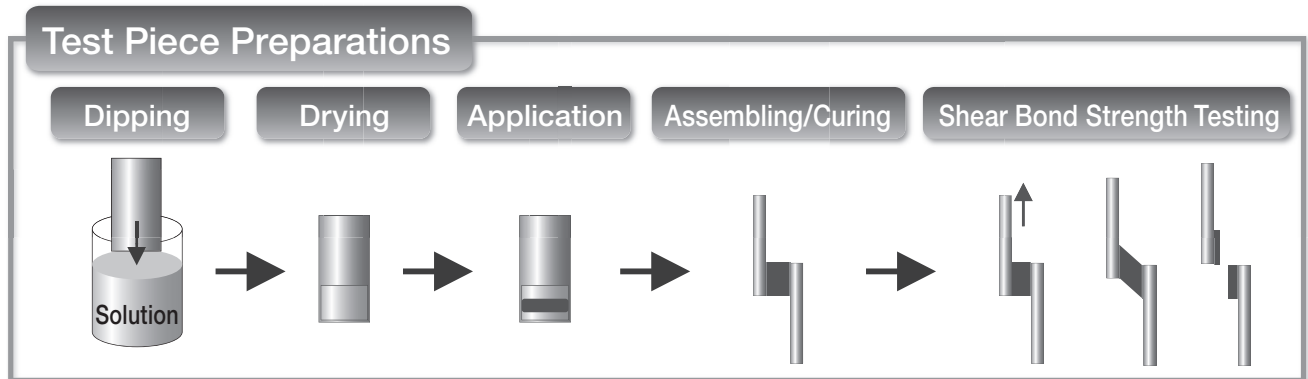 Test Piece Preparations
Dipping
Drying
Application
Assembling/Curing
Shear Bond Strength Testing
Solution